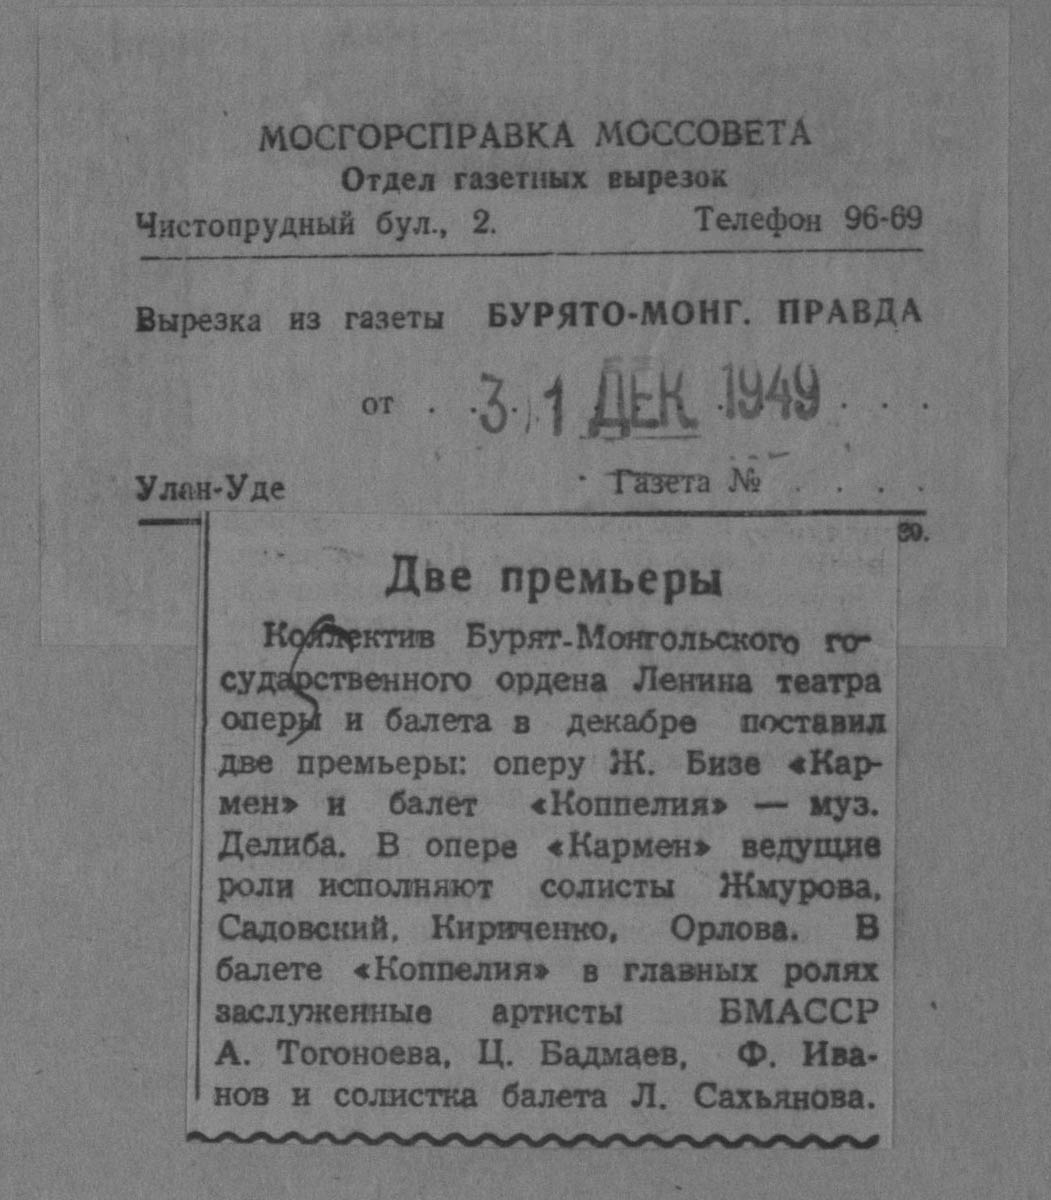 МОСГОРСПРАВКА МОССОВЕТА
Отдел газетных вырезок
Чистопрудный бул., 2. Телефон 96-69
Вырезка из газеты БУРЯТО-МОНГ. ПРАВДА
от . . 31 ДЕК 1949 . . .
Улан-Уде Газета № . . . .
Две премьеры
Коллектив Бурят-Монгольского го-
сударственного ордена Ленина театра
оперы и балета в декабре поставил
две премьеры: оперу Ж. Бизе «Кар-
мен» и балет «Коппелия» — муз.
Делиба. В опере «Кармен» ведущие
роли исполняют солисты Жмурова,
Садовский, Кириченко, Орлова. В
балете «Коппелия» в главных ролях
заслуженные артисты БМАССР
А. Тогоноева, Ц. Бадмаев, Ф. Ива-
нов и солистка балета Л. Сахьянова.